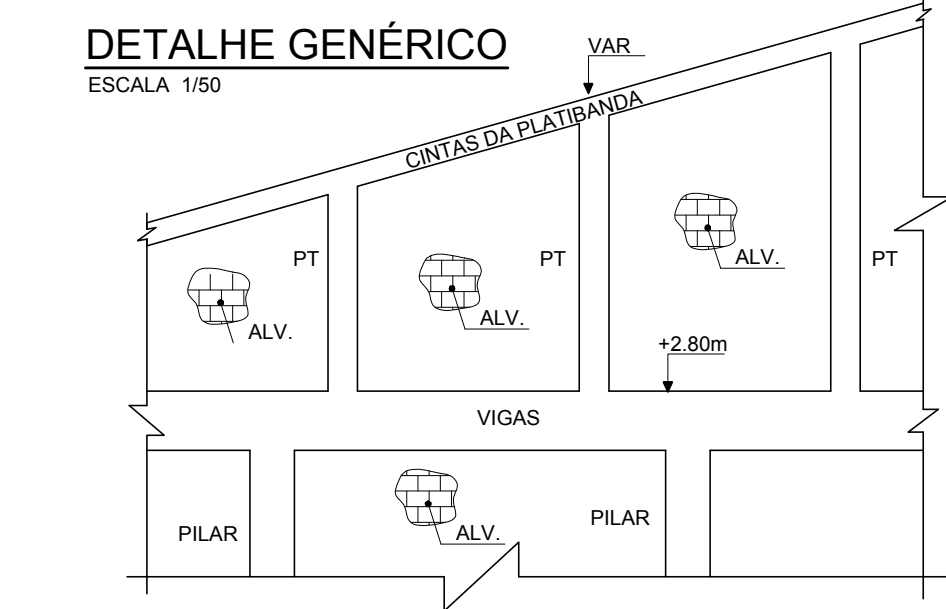 DETALHE GENÉRICO
ESCALA 1/50
VAR
CINTAS DA PLATIBANDA
PT
ALV.
PT
ALV.
ALV.
PT
+2.80m
VIGAS
PILAR
ALV.
PILAR